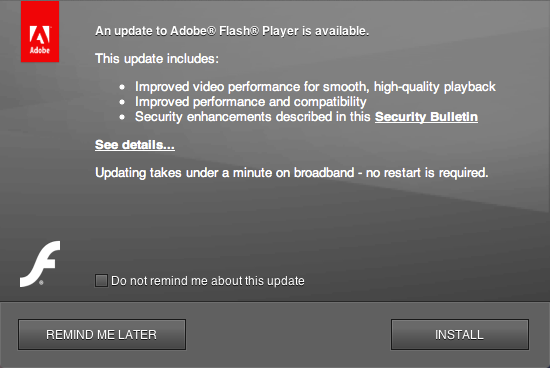 Adobe
An update to Adobe® Flash® Player is available.
This update includes:
• Improved video performance for smooth, high-quality playback
• Improved performance and compatibility
• Security enhancements described in this Security Bulletin
See details...
Updating takes under a minute on broadband - no restart is required.
Do not remind me about this update
REMIND ME LATER
INSTALL